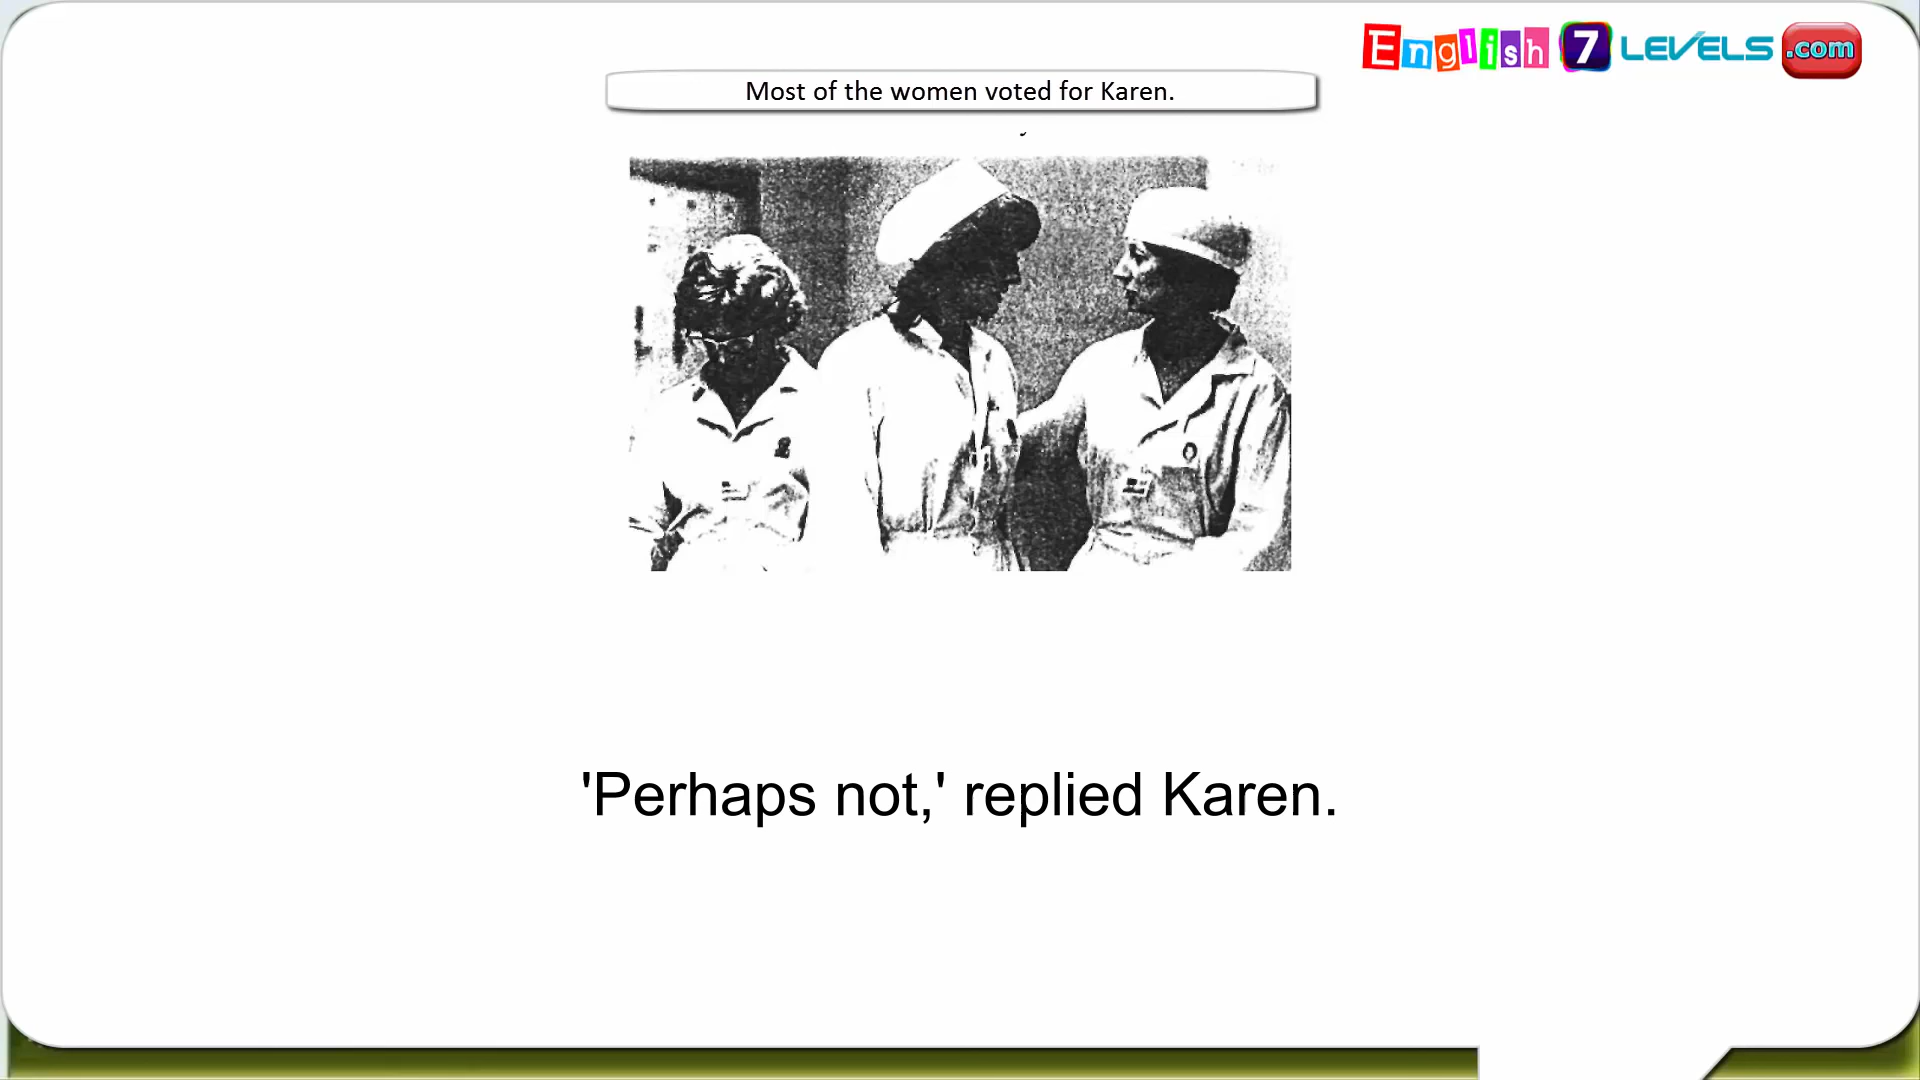 English 7 LEVELS .com
Most of the women voted for Karen.
'Perhaps not,' replied Karen.